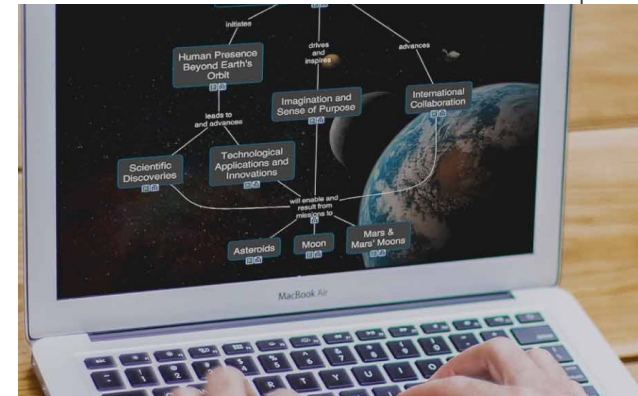 initiates
drives
and
inspires
advances
Human Presence
Beyond Earth's
Orbit
Imagination and
Sense of Purpose
International
Collaboration
leads to
and advances
Scientific
Discoveries
Technological
Applications and
Innovations
will enable and
result from
missions to
Asteroids
Moon
Mars &
Mars' Moons
MacBook Air